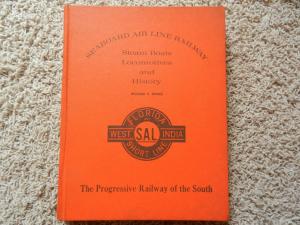 SEABOARD AIR LINE RAILWAY
Steam Boats
Locomotives
and
History
FLORIDA
WEST SAL INDIA
SHORT LINE
The Progressive Railway of the South